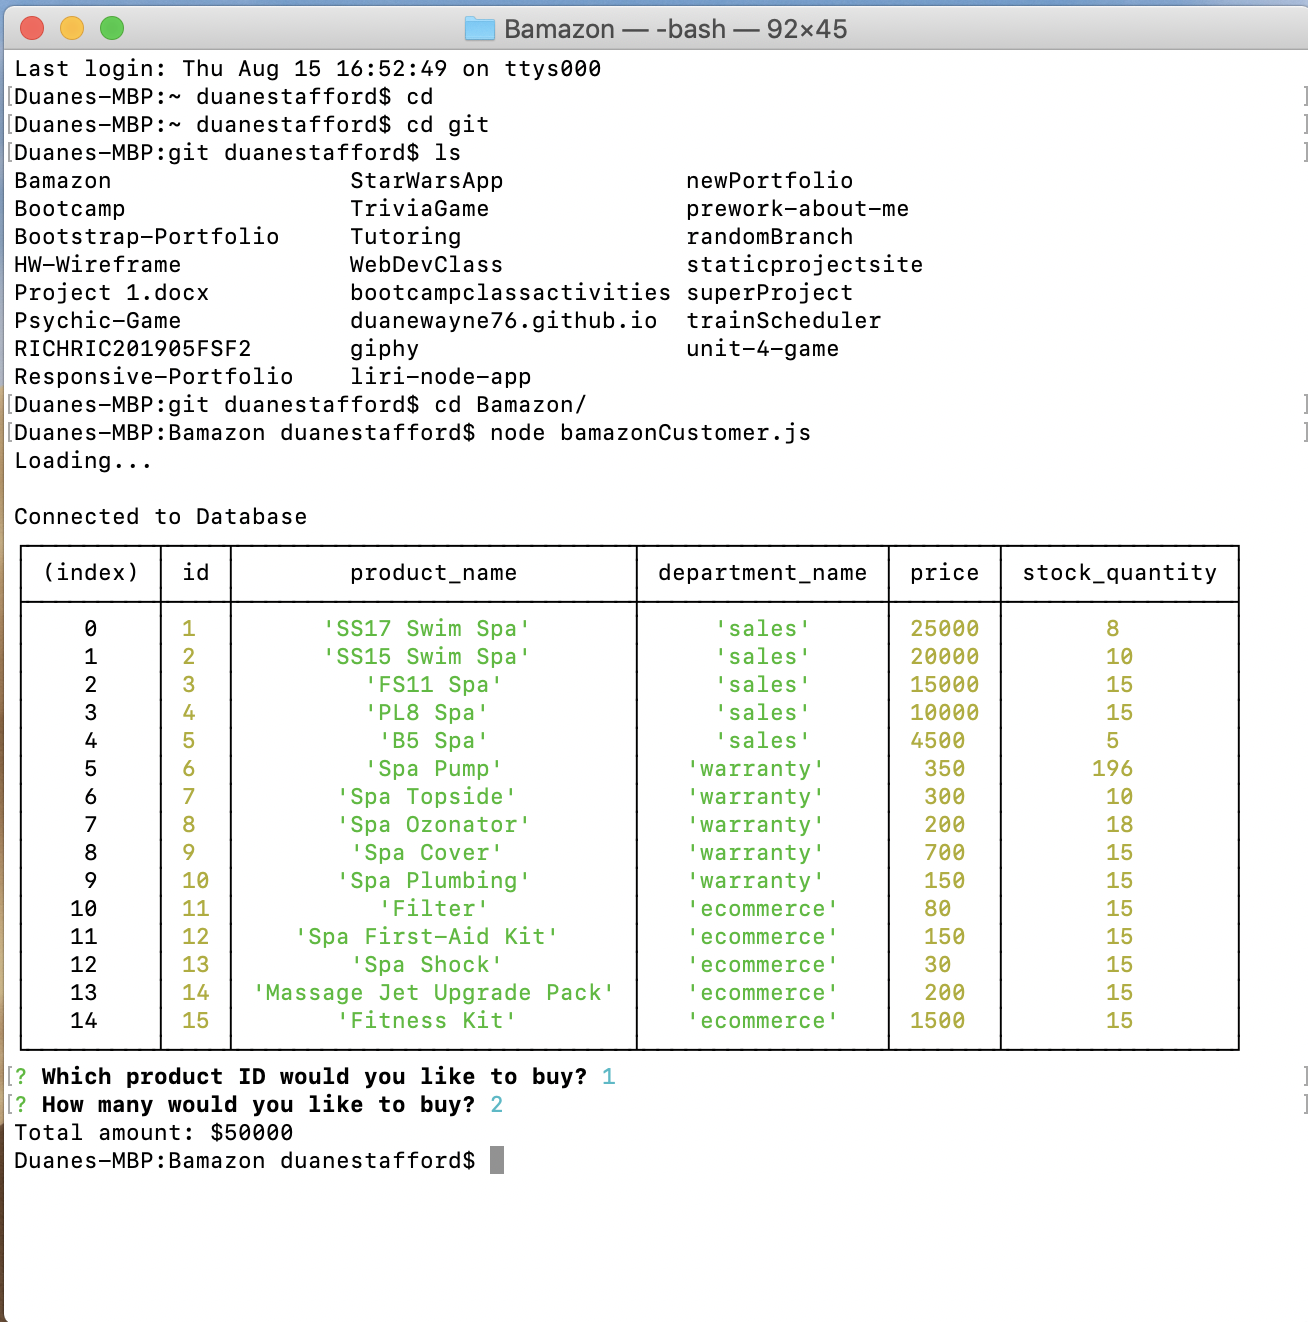 Bamazon — -bash — 92×45
Last login: Thu Aug 15 16:52:49 on ttys000
[Duanes-MBP:~ duanestafford$ cd ]
[Duanes-MBP:~ duanestafford$ cd git ]
[Duanes-MBP:git duanestafford$ ls
Bamazon StarWarsApp newPortfolio
Bootcamp TriviaGame prework-about-me
Bootstrap-Portfolio Tutoring randomBranch
HW-Wireframe WebDevClass staticprojectsite
Project 1.docx bootcampclassactivities superProject
Psychic-Game duanewayne76.github.io trainScheduler
RICHRIC201905FSF2 giphy unit-4-game
Responsive-Portfolio liri-node-app
[Duanes-MBP:git duanestafford$ cd Bamazon/ ]
[Duanes-MBP:Bamazon duanestafford$ node bamazonCustomer.js ]
Loading...
Connected to Database
(index) id product_name department_name price stock_quantity
0 1 'SS17 Swim Spa' 'sales' 25000 8
1 2 'SS15 Swim Spa' 'sales' 20000 10
2 3 'FS11 Spa' 'sales' 15000 15
3 4 'PL8 Spa' 'sales' 10000 15
4 5 'B5 Spa' 'sales' 4500 5
5 6 'Spa Pump' 'warranty' 350 196
6 7 'Spa Topside' 'warranty' 300 10
7 8 'Spa Ozonator' 'warranty' 200 18
8 9 'Spa Cover' 'warranty' 700 15
9 10 'Spa Plumbing' 'warranty' 150 15
10 11 'Filter' 'ecommerce' 80 15
11 12 'Spa First-Aid Kit' 'ecommerce' 150 15
12 13 'Spa Shock' 'ecommerce' 30 15
13 14 'Massage Jet Upgrade Pack' 'ecommerce' 200 15
14 15 'Fitness Kit' 'ecommerce' 1500 15
[? Which product ID would you like to buy? 1 ]
[? How many would you like to buy? 2 ]
Total amount: $50000
Duanes-MBP:Bamazon duanestafford$